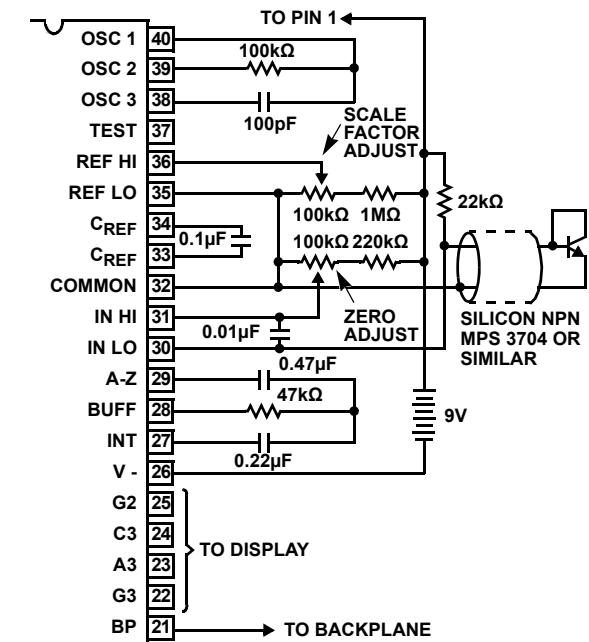 TO PIN 1
OSC 1 40
100kΩ
OSC 2 39
OSC 3 38
100pF
TEST 37
SCALE
FACTOR
ADJUST
REF HI 36
REF LO 35
100kΩ 1MΩ
22kΩ
CREF 34
0.1µF
100kΩ 220kΩ
CREF 33
COMMON 32
IN HI 31
0.01µF
ZERO
ADJUST
SILICON NPN
MPS 3704 OR
SIMILAR
IN LO 30
0.47µF
A-Z 29
47kΩ
BUFF 28
9V
INT 27
0.22µF
V - 26
G2 25
C3 24
TO DISPLAY
A3 23
G3 22
BP 21
TO BACKPLANE